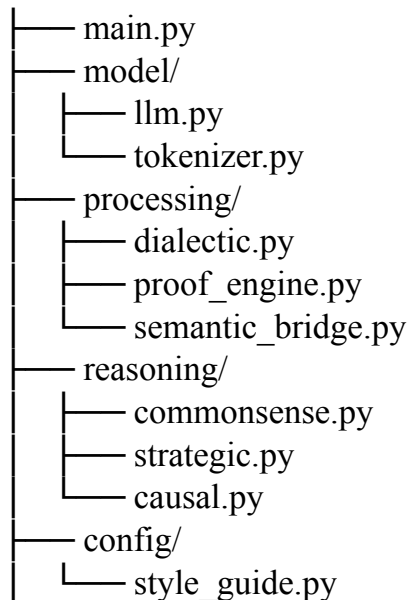 ├── main.py
├── model/
│   ├── llm.py
│   └── tokenizer.py
├── processing/
│   ├── dialectic.py
│   ├── proof_engine.py
│   └── semantic_bridge.py
├── reasoning/
│   ├── commonsense.py
│   ├── strategic.py
│   └── causal.py
├── config/
│   └── style_guide.py